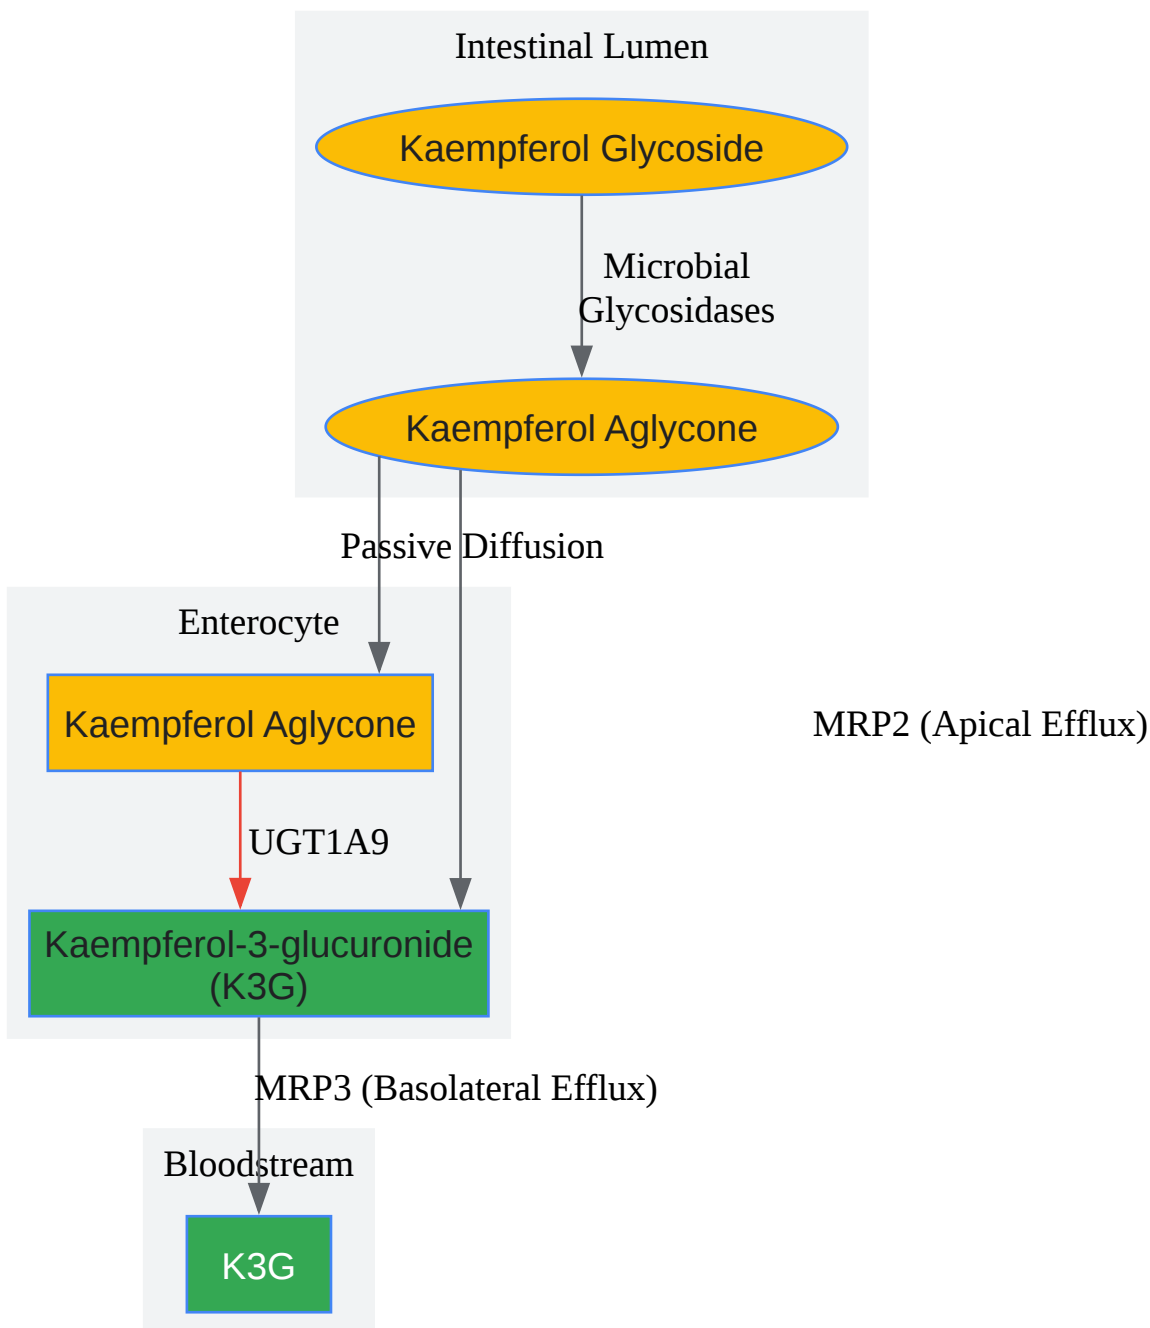 Intestinal Lumen
Kaempferol Glycoside
Microbial
Glycosidases
Kaempferol Aglycone
Passive Diffusion
Enterocyte
Kaempferol Aglycone
MRP2 (Apical Efflux)
UGT1A9
Kaempferol-3-glucuronide
(K3G)
MRP3 (Basolateral Efflux)
Bloodstream
K3G